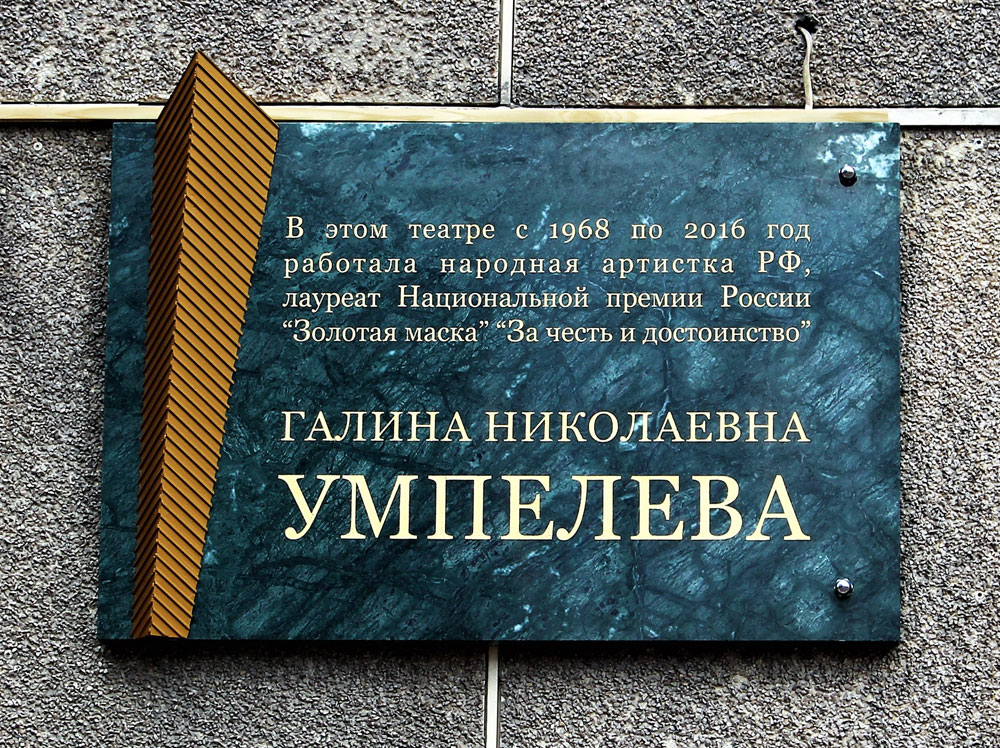 В этом театре с 1968 по 2016 год
работала народная артистка РФ,
лауреат Национальной премии России
“Золотая маска” “За честь и достоинство”
ГАЛИНА НИКОЛАЕВНА
УМПЕЛЕВА